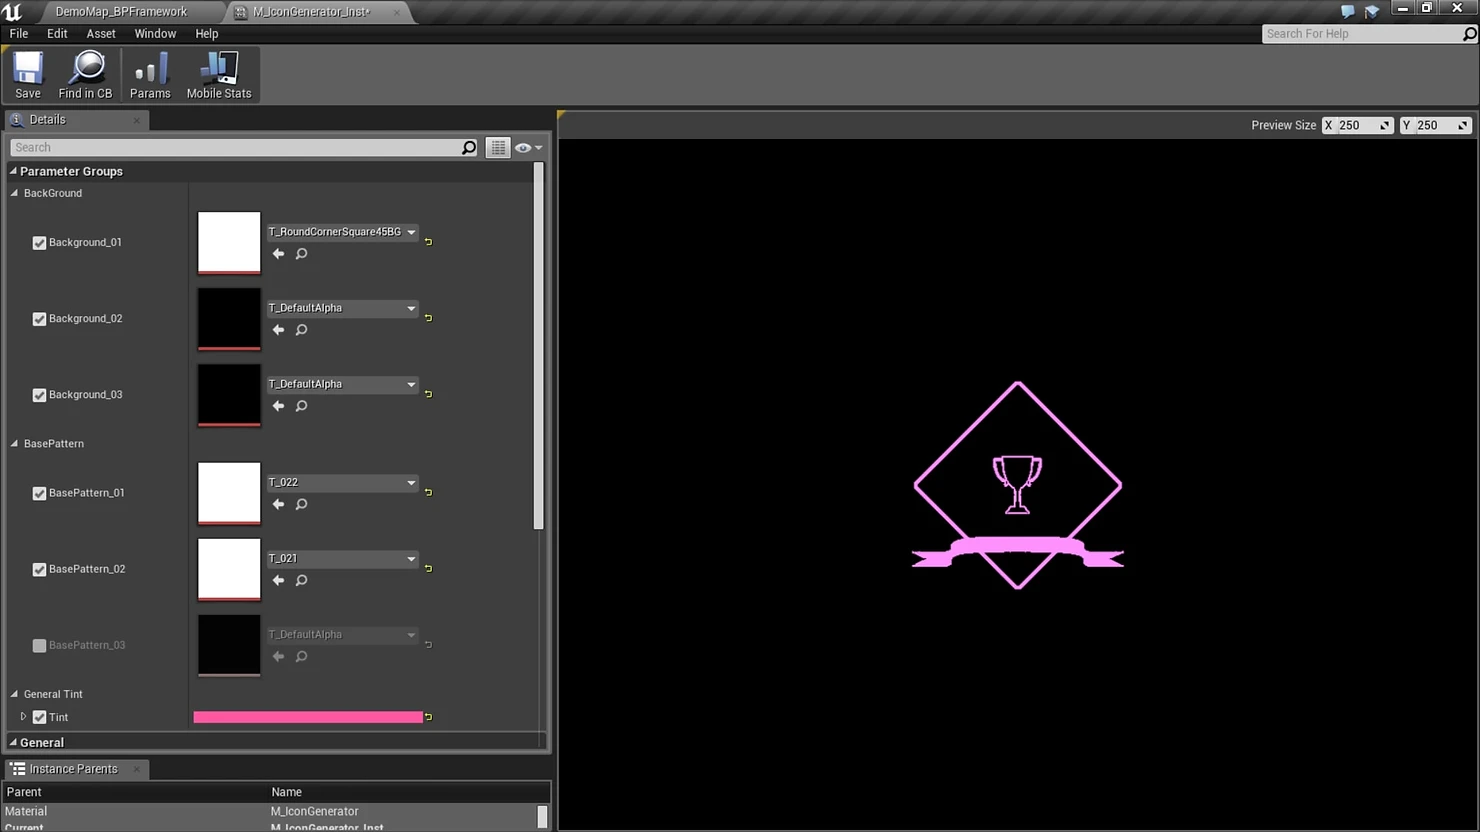 DemoMap_BPFramework
M_IconGenerator_Inst*
File Edit Asset Window Help
Search For Help
Save
Find in CB
Params
Mobile Stats
Details
Preview Size X 250 Y 250
Search
Parameter Groups
BackGround
Background_01
T_RoundCornerSquare45BG
Background_02
T_DefaultAlpha
Background_03
T_DefaultAlpha
BasePattern
BasePattern_01
T_022
BasePattern_02
T_021
BasePattern_03
T_DefaultAlpha
General Tint
Tint
General
Instance Parents
Parent Name
Material M_IconGenerator
Current M_IconGenerator_Inst